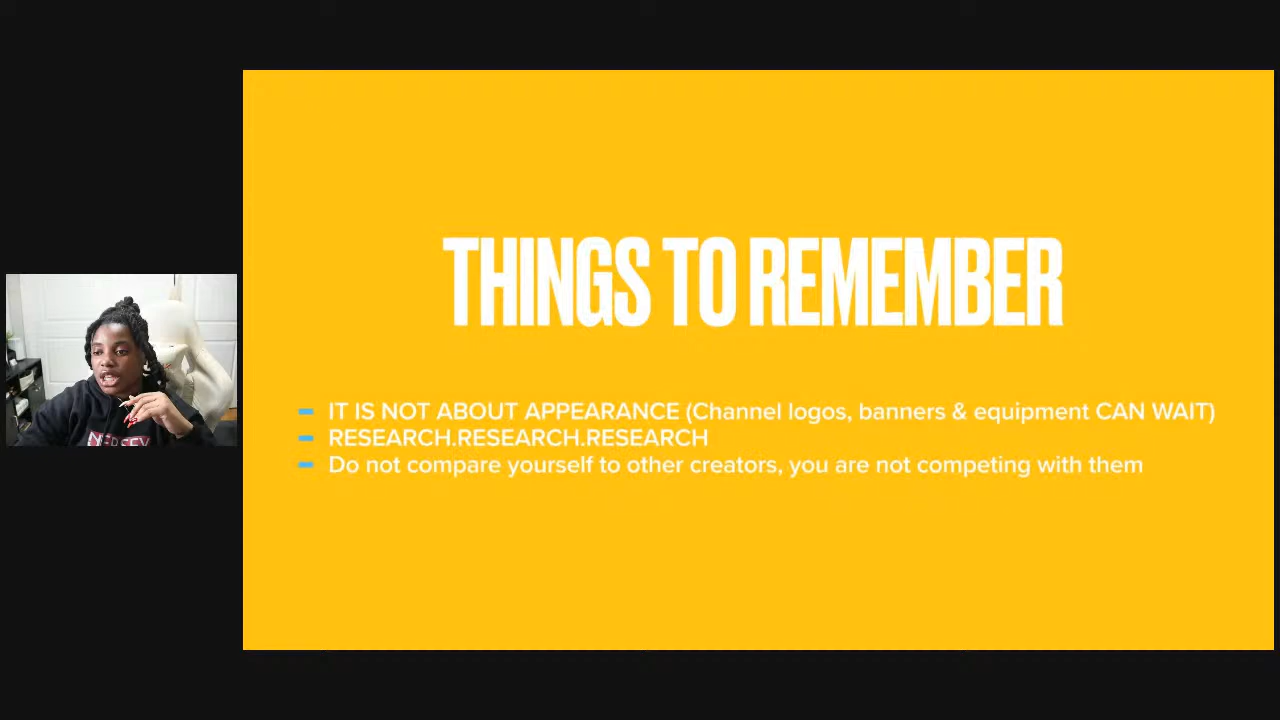 THINGS TO REMEMBER
IT IS NOT ABOUT APPEARANCE (Channel logos, banners & equipment CAN WAIT)
RESEARCH.RESEARCH.RESEARCH
Do not compare yourself to other creators, you are not competing with them